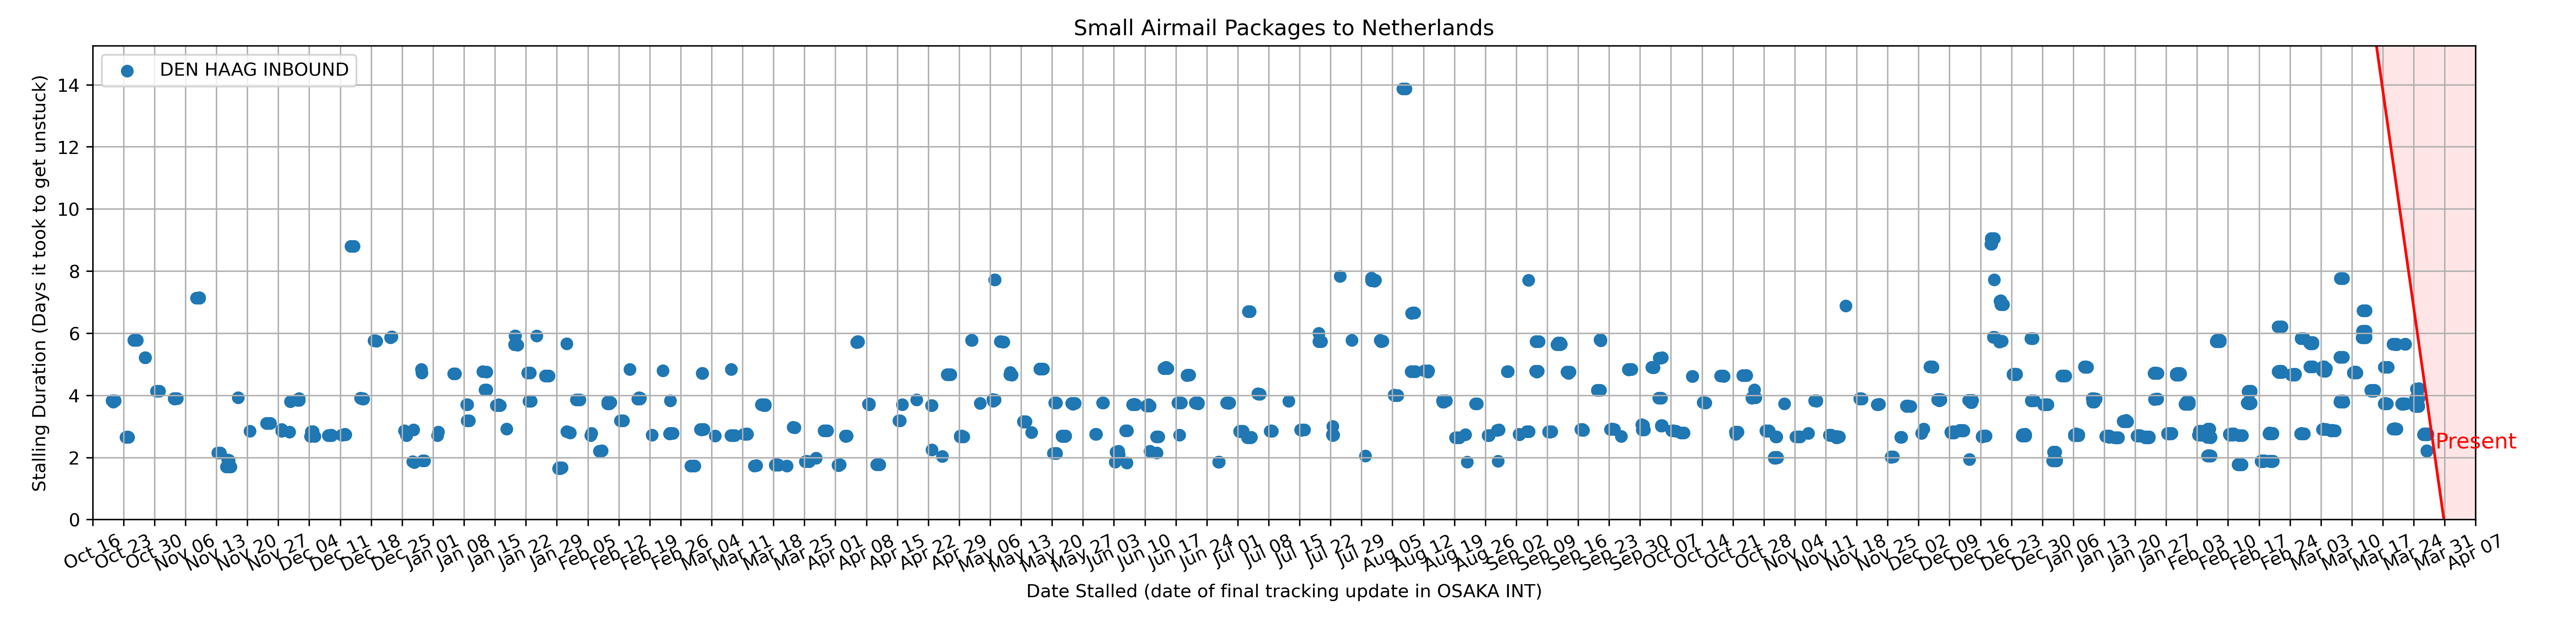 Small Airmail Packages to Netherlands
DEN HAAG INBOUND
Stalling Duration (Days it took to get unstuck)
14
12
10
8
6
4
2
0
Present
Oct 16
Oct 23
Oct 30
Nov 06
Nov 13
Nov 20
Nov 27
Dec 04
Dec 11
Dec 18
Dec 25
Jan 01
Jan 08
Jan 15
Jan 22
Jan 29
Feb 05
Feb 12
Feb 19
Feb 26
Mar 04
Mar 11
Mar 18
Mar 25
Apr 01
Apr 08
Apr 15
Apr 22
Apr 29
May 06
May 13
May 20
May 27
Jun 03
Jun 10
Jun 17
Jun 24
Jul 01
Jul 08
Jul 15
Jul 22
Jul 29
Aug 05
Aug 12
Aug 19
Aug 26
Sep 02
Sep 09
Sep 16
Sep 23
Sep 30
Oct 07
Oct 14
Oct 21
Oct 28
Nov 04
Nov 11
Nov 18
Nov 25
Dec 02
Dec 09
Dec 16
Dec 23
Dec 30
Jan 06
Jan 13
Jan 20
Jan 27
Feb 03
Feb 10
Feb 17
Feb 24
Mar 03
Mar 10
Mar 17
Mar 24
Mar 31
Apr 07
Date Stalled (date of final tracking update in OSAKA INT)